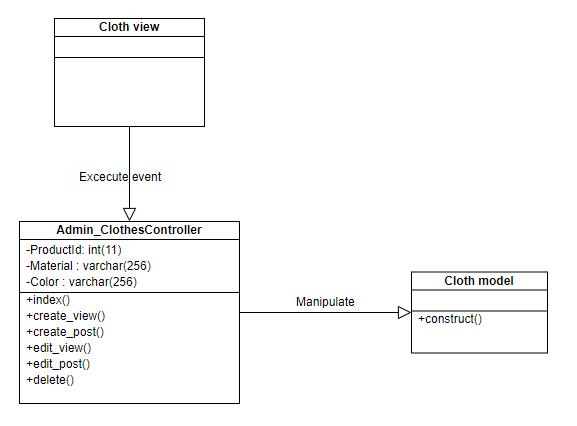 Cloth view
Excecute event
Admin_ClothesController
-ProductId: int(11)
-Material : varchar(256)
-Color : varchar(256)
+index()
+create_view()
+create_post()
+edit_view()
+edit_post()
+delete()
Manipulate
Cloth model
+construct()